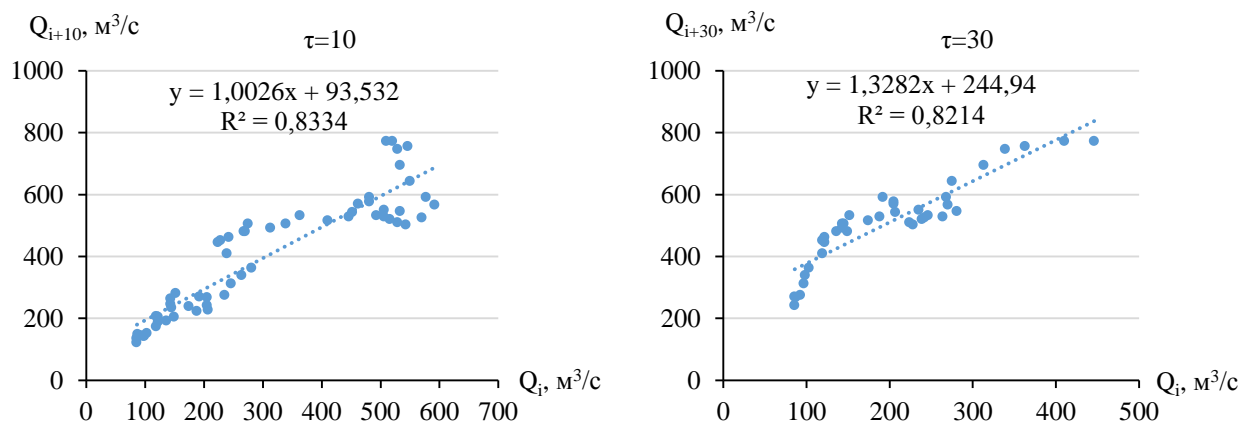 Qᵢ₊₁₀, м³/с
τ=10
y = 1,0026x + 93,532
R² = 0,8334
1000
800
600
400
200
0
0 100 200 300 400 500 600 700
Qᵢ, м³/с
Qᵢ₊₃₀, м³/с
τ=30
y = 1,3282x + 244,94
R² = 0,8214
1000
800
600
400
200
0
0 100 200 300 400 500
Qᵢ, м³/с